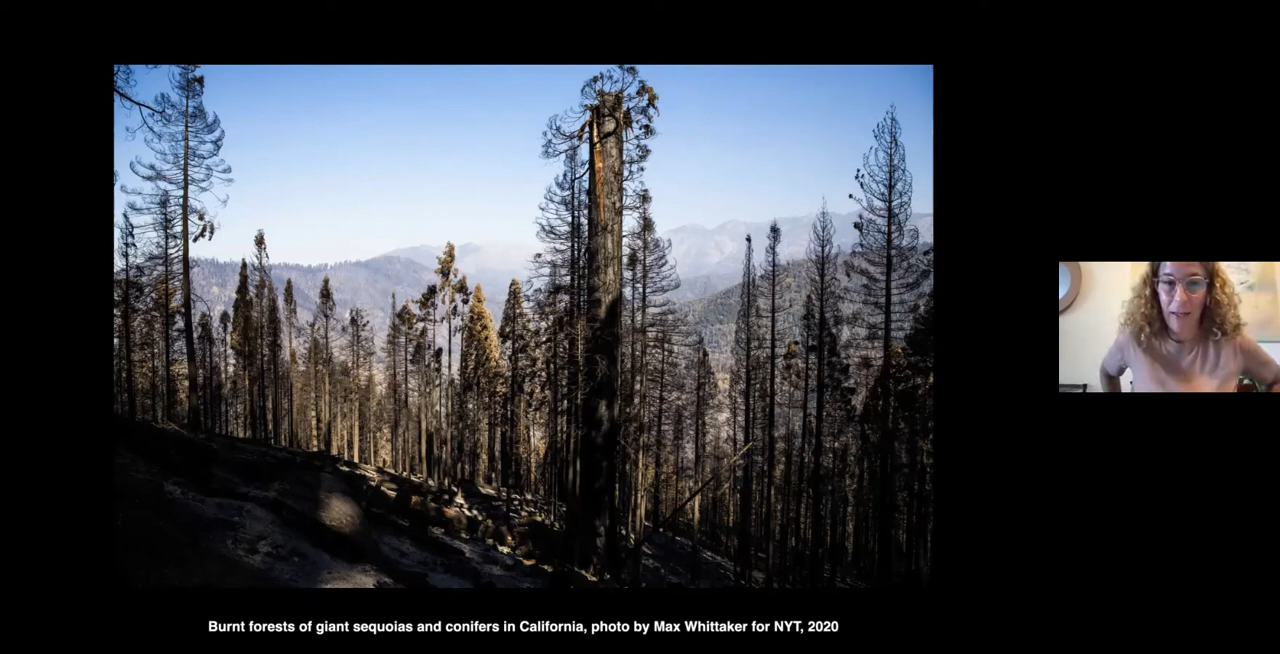 Burnt forests of giant sequoias and conifers in California, photo by Max Whittaker for NYT, 2020